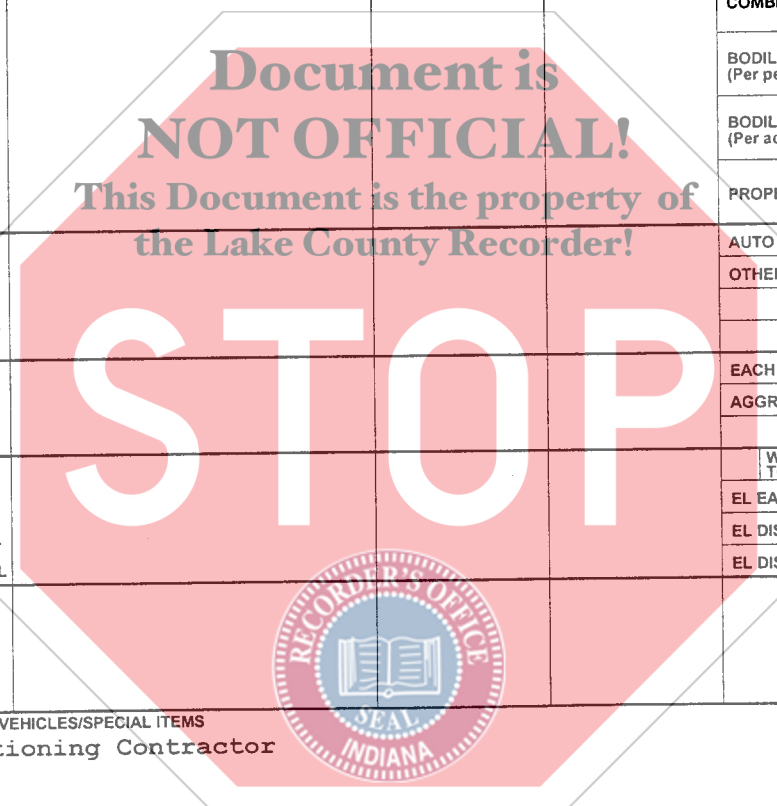 COMB
Document is
BODIL
(Per pe
NOT OFFICIAL!
BODIL
(Per ac
This Document is the property of
PROPE
the Lake County Recorder!
AUTO
OTHER
STOP
EACH
AGGR
W
T
EL EA
EL DIS
EL DIS
RECORDER'S OFFICE
SEAL
INDIANA
VEHICLES/SPECIAL ITEMS
tioning Contractor